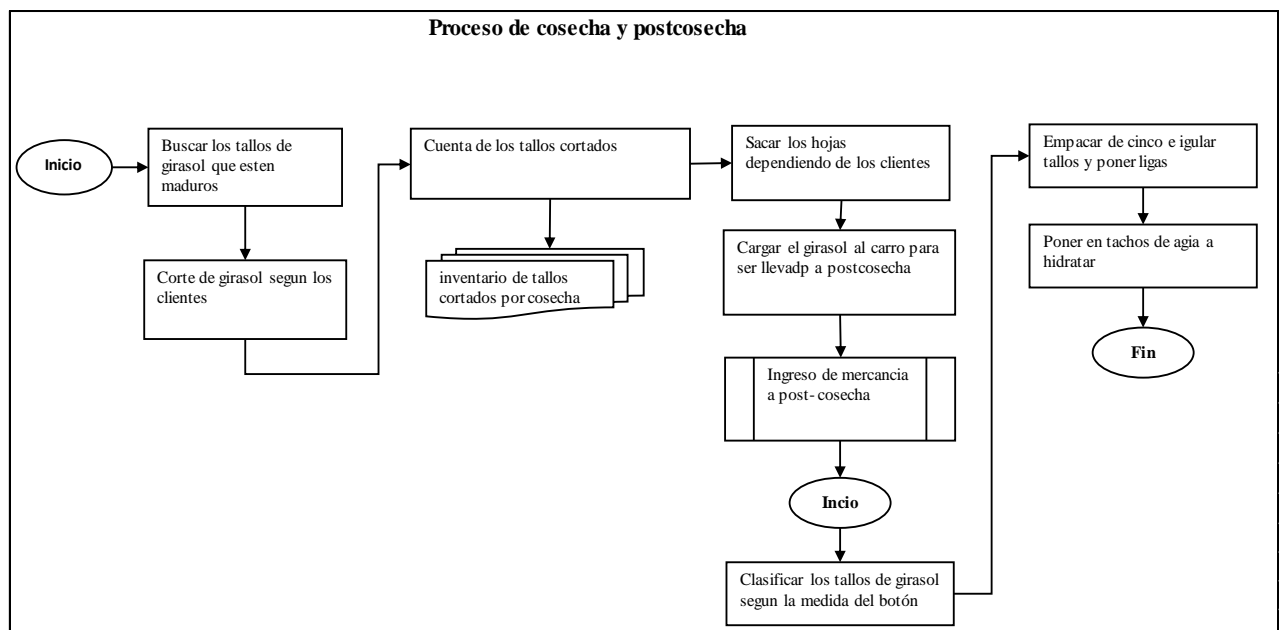 Proceso de cosecha y postcosecha
Inicio
Buscar los tallos de
girasol que esten
maduros
Corte de girasol segun los
clientes
Cuenta de los tallos cortados
inventario de tallos
cortados por cosecha
Sacar los hojas
dependiendo de los clientes
Cargar el girasol al carro para
ser llevadp a postcosecha
Ingreso de mercancia
a post- cosecha
Incio
Clasificar los tallos de girasol
segun la medida del botón
Empacar de cinco e igular
tallos y poner ligas
Poner en tachos de agia a
hidratar
Fin